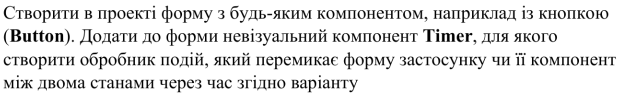 Створити в проекті форму з будь-яким компонентом, наприклад із кнопкою
(Button). Додати до форми невізуальний компонент Timer, для якого
створити обробник подій, який перемикає форму застосунку чи її компонент
між двома станами через час згідно варіанту